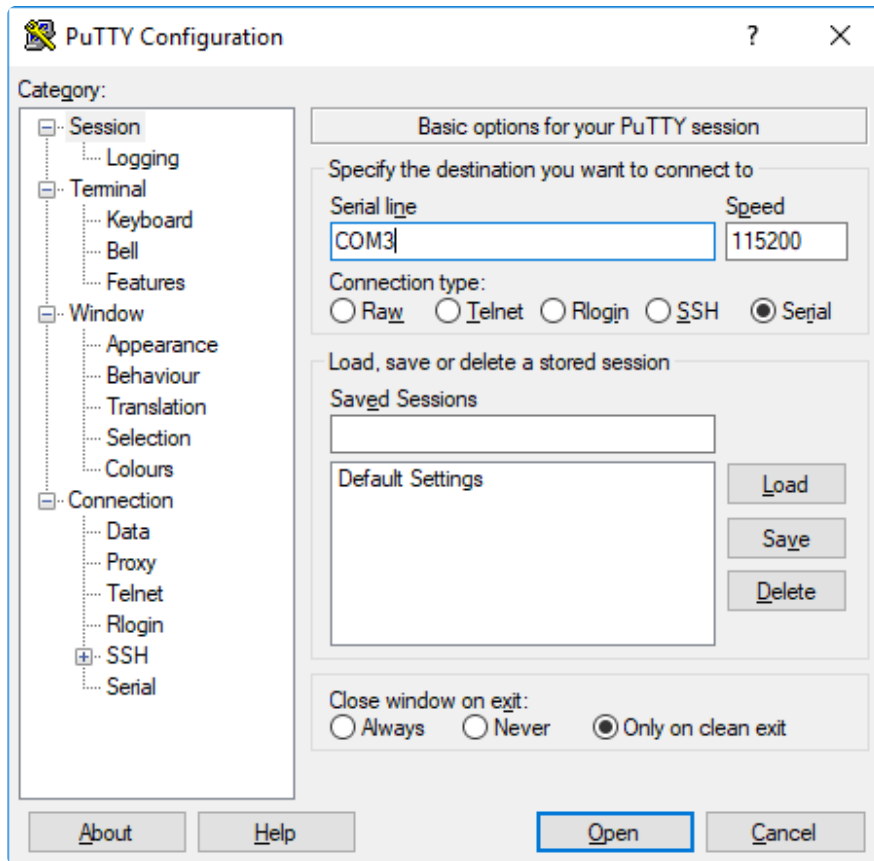 PuTTY Configuration ? ×
Category:
Session
Logging
Terminal
Keyboard
Bell
Features
Window
Appearance
Behaviour
Translation
Selection
Colours
Connection
Data
Proxy
Telnet
Rlogin
SSH
Serial
Basic options for your PuTTY session
Specify the destination you want to connect to
Serial line Speed
COM3 115200
Connection type:
Raw Telnet Rlogin SSH Serial
Load, save or delete a stored session
Saved Sessions
Default Settings
Load
Save
Delete
Close window on exit:
Always Never Only on clean exit
About Help Open Cancel